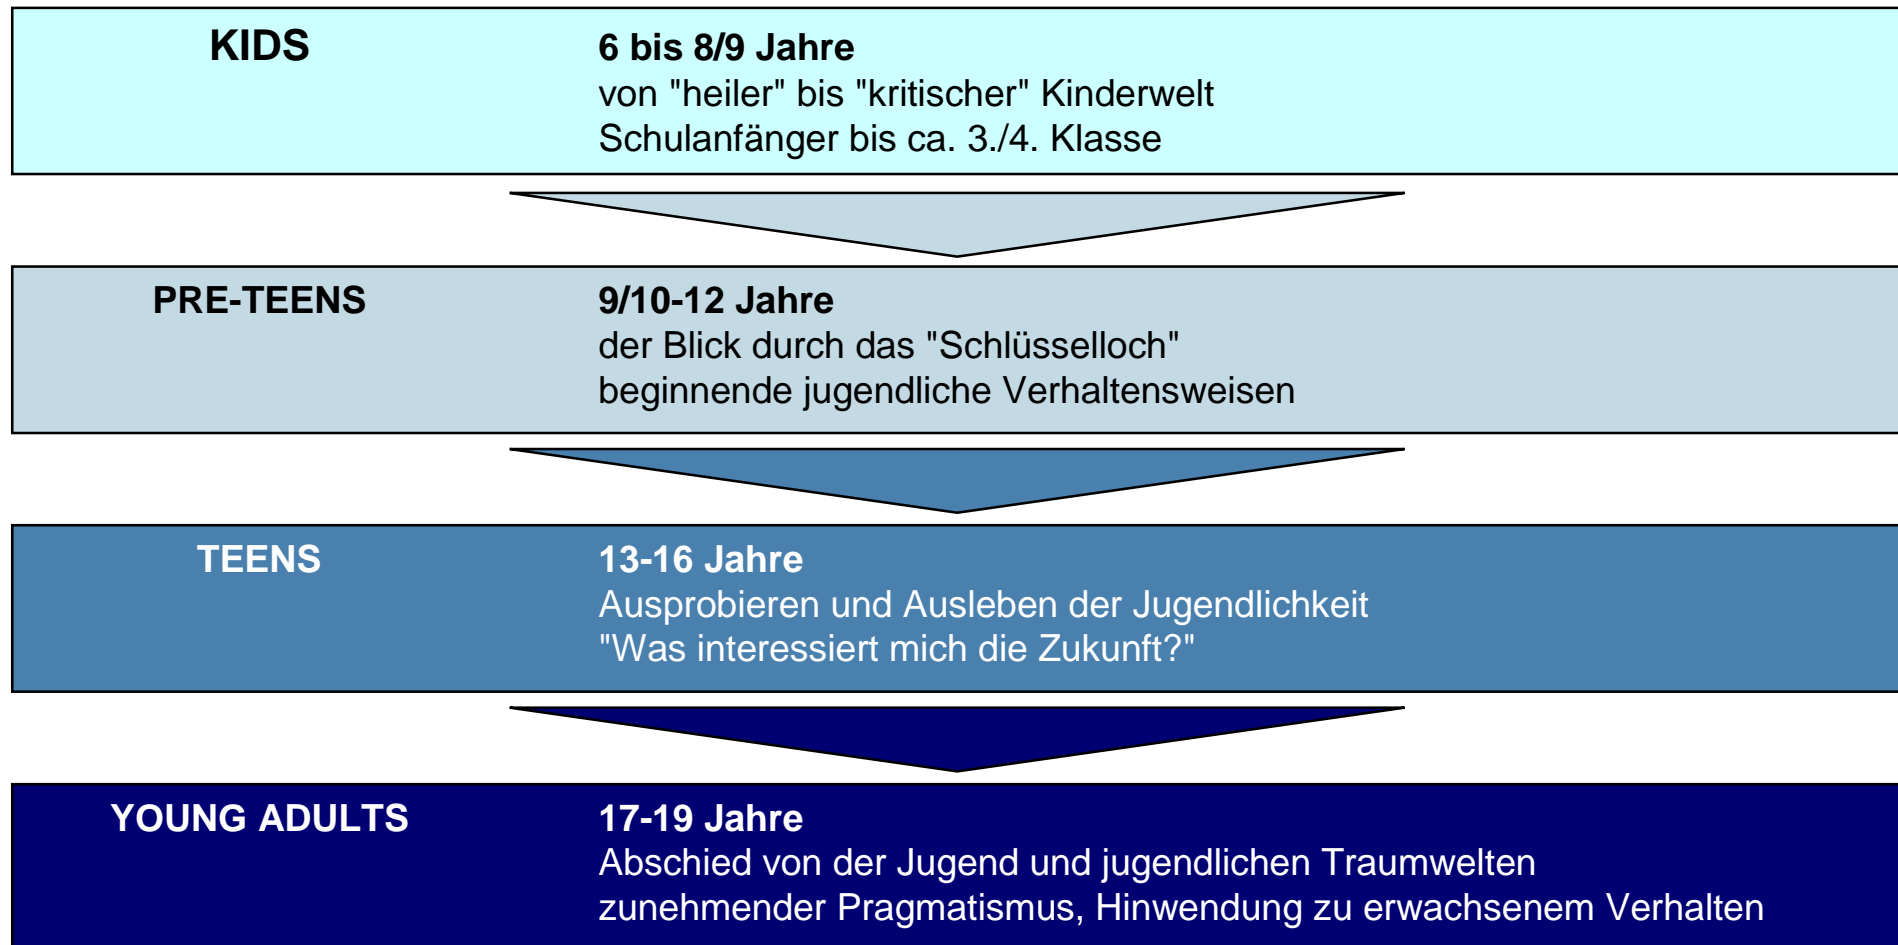 KIDS 6 bis 8/9 Jahre
von "heiler" bis "kritischer" Kinderwelt
Schulanfänger bis ca. 3./4. Klasse
PRE-TEENS 9/10-12 Jahre
der Blick durch das "Schlüsselloch"
beginnende jugendliche Verhaltensweisen
TEENS 13-16 Jahre
Ausprobieren und Ausleben der Jugendlichkeit
"Was interessiert mich die Zukunft?"
YOUNG ADULTS 17-19 Jahre
Abschied von der Jugend und jugendlichen Traumwelten
zunehmender Pragmatismus, Hinwendung zu erwachsenem Verhalten